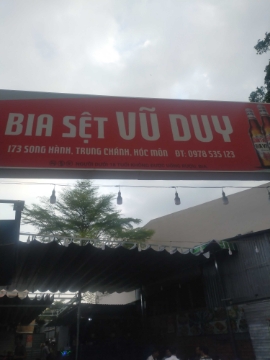 BIA SỆT VŨ DUY
173 SONG HÀNH, TRUNG CHÁNH, HÓC MÔN ĐT: 0978 535 123